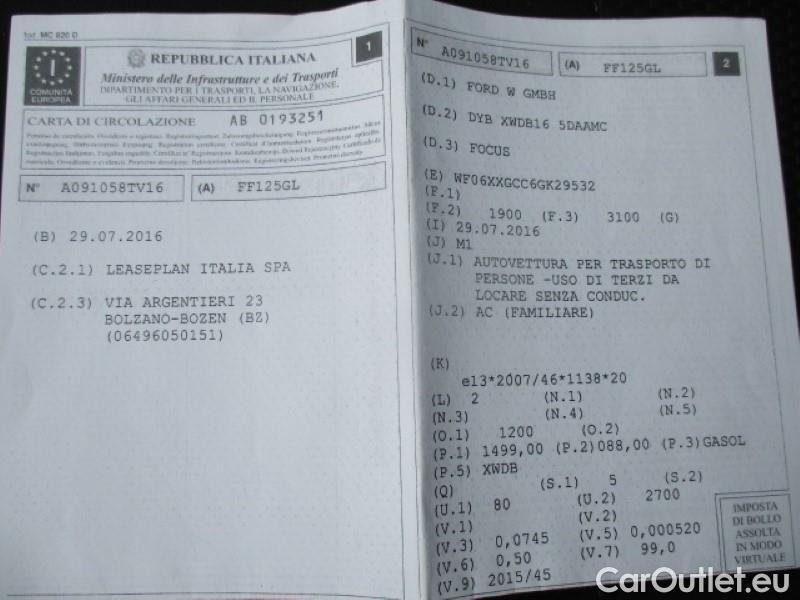 Mod. MC 820 D
1
I
COMUNITÀ
EUROPEA
REPUBBLICA ITALIANA
Ministero delle Infrastrutture e dei Trasporti
DIPARTIMENTO PER I TRASPORTI, LA NAVIGAZIONE,
GLI AFFARI GENERALI ED IL PERSONALE
CARTA DI CIRCOLAZIONE AB 0193251
N° A091058TV16 (A) FF125GL
(B) 29.07.2016
(C.2.1) LEASEPLAN ITALIA SPA
(C.2.3) VIA ARGENTIERI 23
BOLZANO-BOZEN (BZ)
(06496050151)
N° A091058TV16 (A) FF125GL
2
(D.1) FORD W GMBH
(D.2) DYB XWDB16 5DAAMC
(D.3) FOCUS
(E) WF06XXGCC6GK29532
(F.1)
(F.2) 1900 (F.3) 3100 (G)
(I) 29.07.2016
(J) M1
(J.1) AUTOVETTURA PER TRASPORTO DI
PERSONE -USO DI TERZI DA
LOCARE SENZA CONDUC.
(J.2) AC (FAMILIARE)
(K)
e13*2007/46*1138*20
(L) 2 (N.1) (N.2)
(N.3) (N.4) (N.5)
(O.1) 1200 (O.2)
(P.1) 1499,00 (P.2)088,00 (P.3)GASOL
(P.5) XWDB
(Q) (S.1) 5 (S.2)
(U.1) 80 (U.2) 2700
(V.1) (V.2)
(V.3) 0,0745 (V.5) 0,000520
(V.6) 0,50 (V.7) 99,0
(V.9) 2015/45
IMPOSTA
DI BOLLO
ASSOLTA
IN MODO
VIRTUALE
CarOutlet.eu